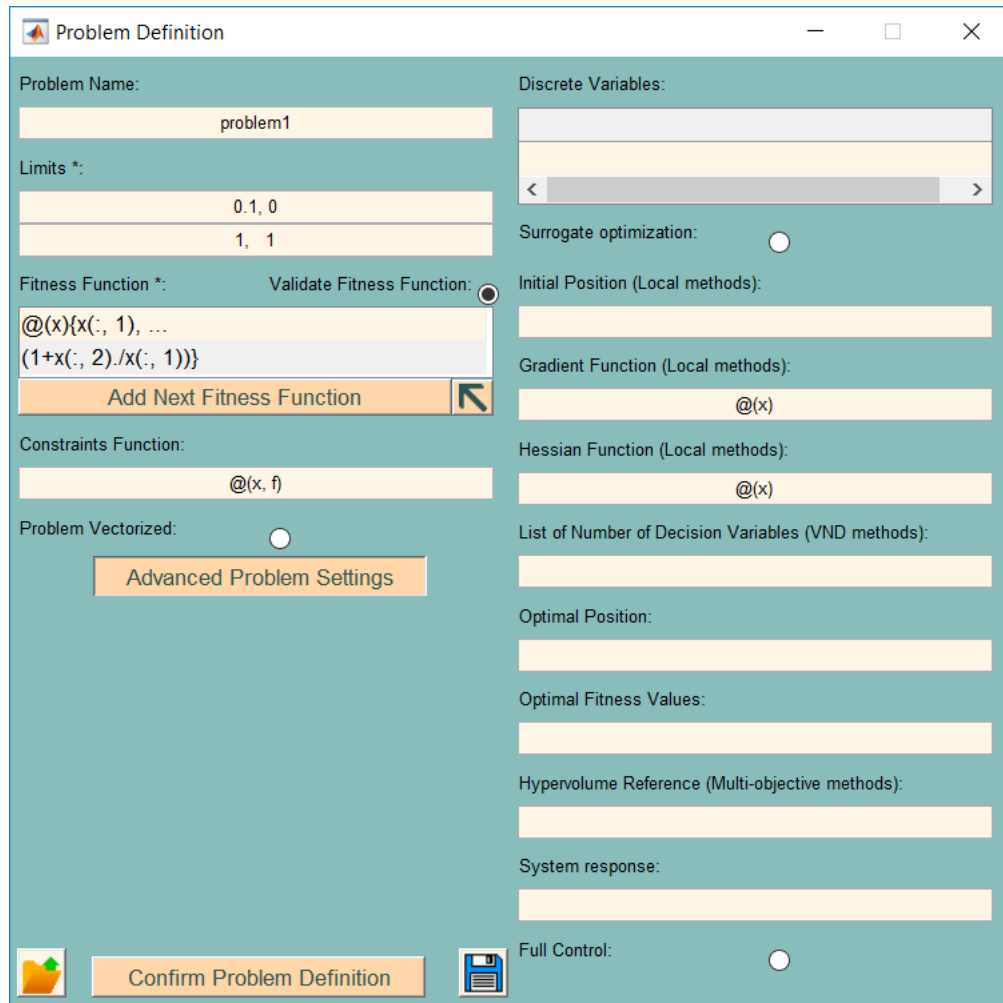 Problem Definition
Problem Name:
problem1
Limits *:
0.1, 0
1, 1
Fitness Function *:
Validate Fitness Function:
@(x){x(:, 1), ...
(1+x(:, 2)./x(:, 1))}
Add Next Fitness Function
Constraints Function:
@(x, f)
Problem Vectorized:
Advanced Problem Settings
Confirm Problem Definition
Discrete Variables:
Surrogate optimization:
Initial Position (Local methods):
Gradient Function (Local methods):
@(x)
Hessian Function (Local methods):
@(x)
List of Number of Decision Variables (VND methods):
Optimal Position:
Optimal Fitness Values:
Hypervolume Reference (Multi-objective methods):
System response:
Full Control: